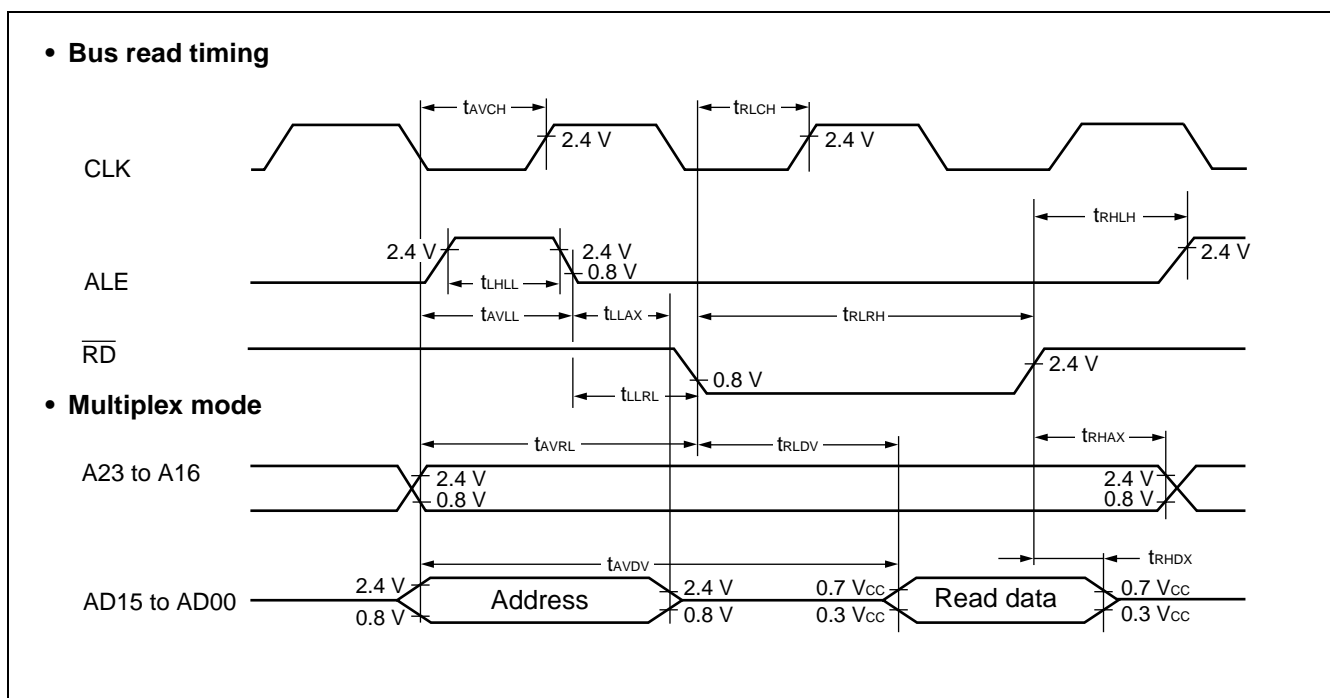 • Bus read timing
tAVCH
tRLCH
2.4 V
2.4 V
CLK
tRHLH
2.4 V
2.4 V
2.4 V
0.8 V
ALE
tLHLL
tAVLL
tLLAX
tRLRH
RD
2.4 V
0.8 V
tLLRL
• Multiplex mode
tAVRL
tRLDV
tRHAX
A23 to A16
2.4 V
2.4 V
0.8 V
0.8 V
tAVDV
tRHDX
2.4 V
2.4 V
0.7 VCC
0.7 VCC
AD15 to AD00
Address
Read data
0.8 V
0.8 V
0.3 VCC
0.3 VCC